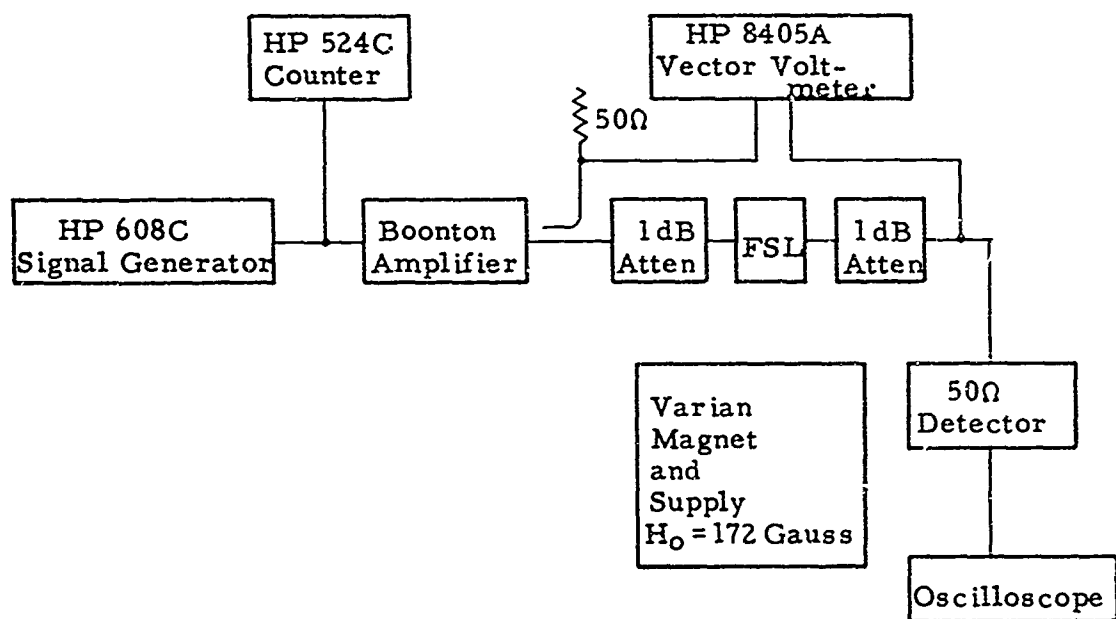 HP 524C
Counter
HP 8405A
Vector Volt-
meter
50Ω
HP 608C
Signal Generator
Boonton
Amplifier
1dB
Atten
FSL
1dB
Atten
Varian
Magnet
and
Supply
H₀ = 172 Gauss
50Ω
Detector
Oscilloscope